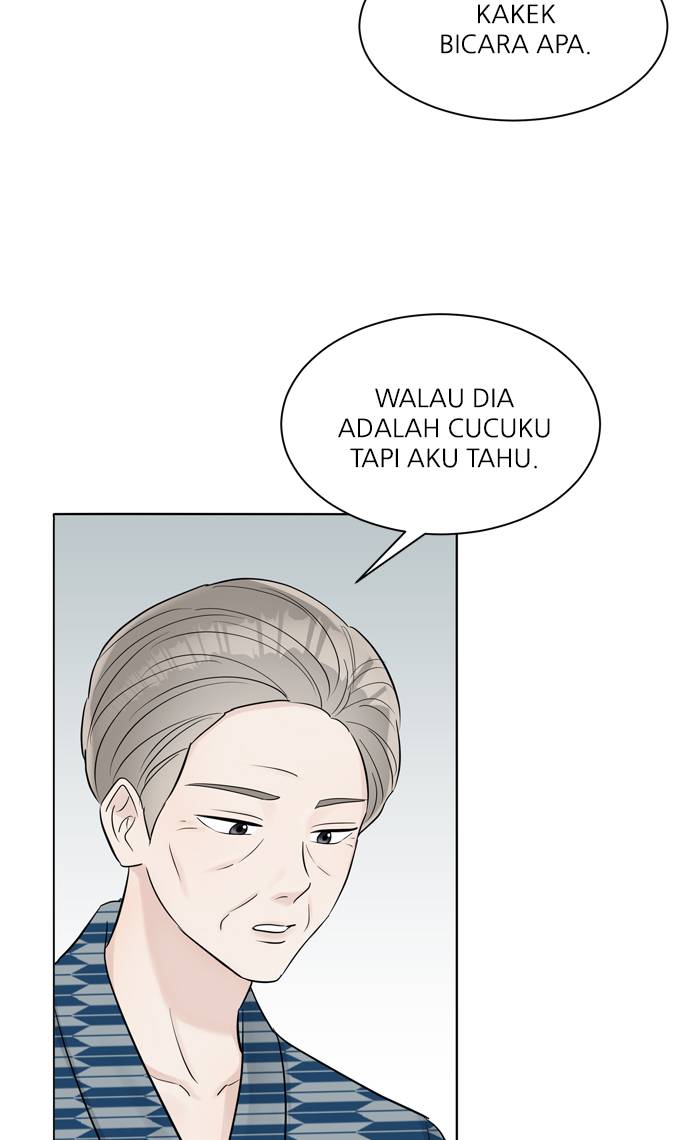 KAKEK
BICARA APA.
WALAU DIA
ADALAH CUCUKU
TAPI AKU TAHU.